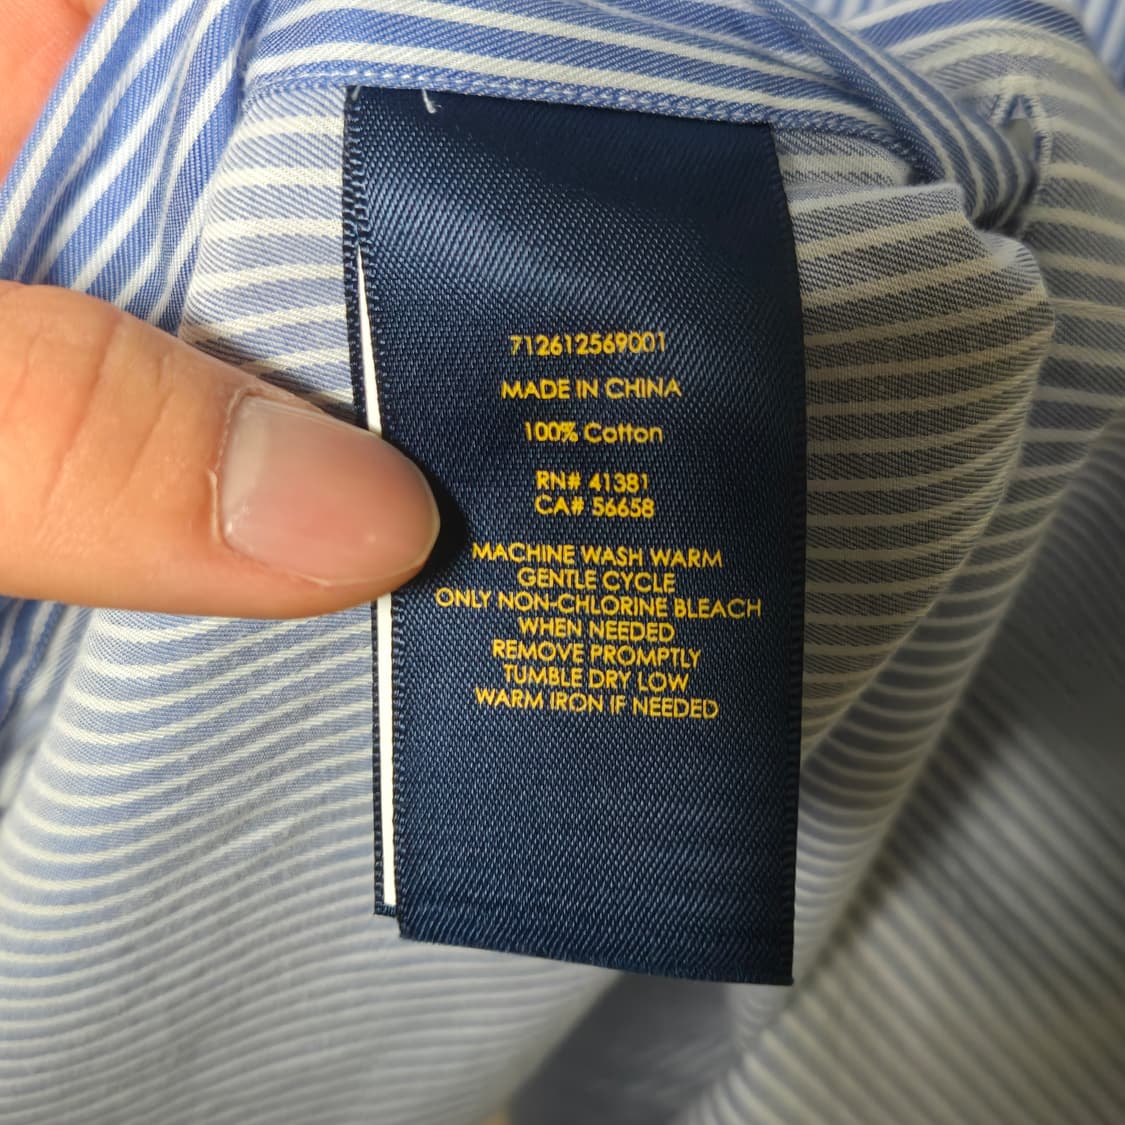 712612569001
MADE IN CHINA
100% Cotton
RN# 41381
CA# 56658
MACHINE WASH WARM
GENTLE CYCLE
ONLY NON-CHLORINE BLEACH
WHEN NEEDED
REMOVE PROMPTLY
TUMBLE DRY LOW
WARM IRON IF NEEDED